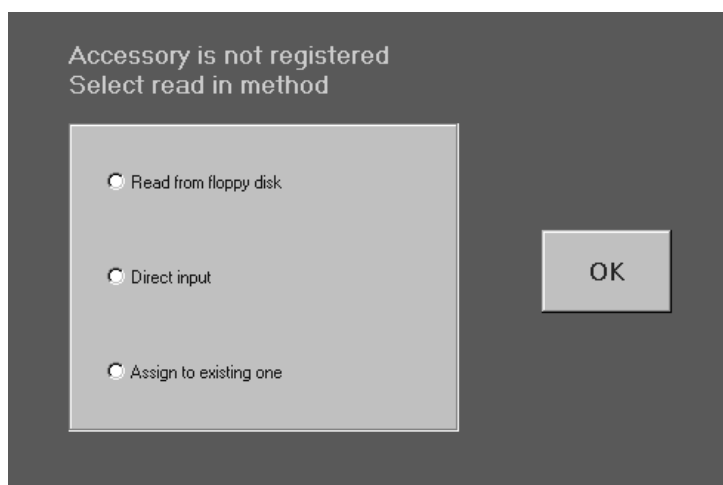 Accessory is not registered
Select read in method
Read from floppy disk
Direct input
Assign to existing one
OK